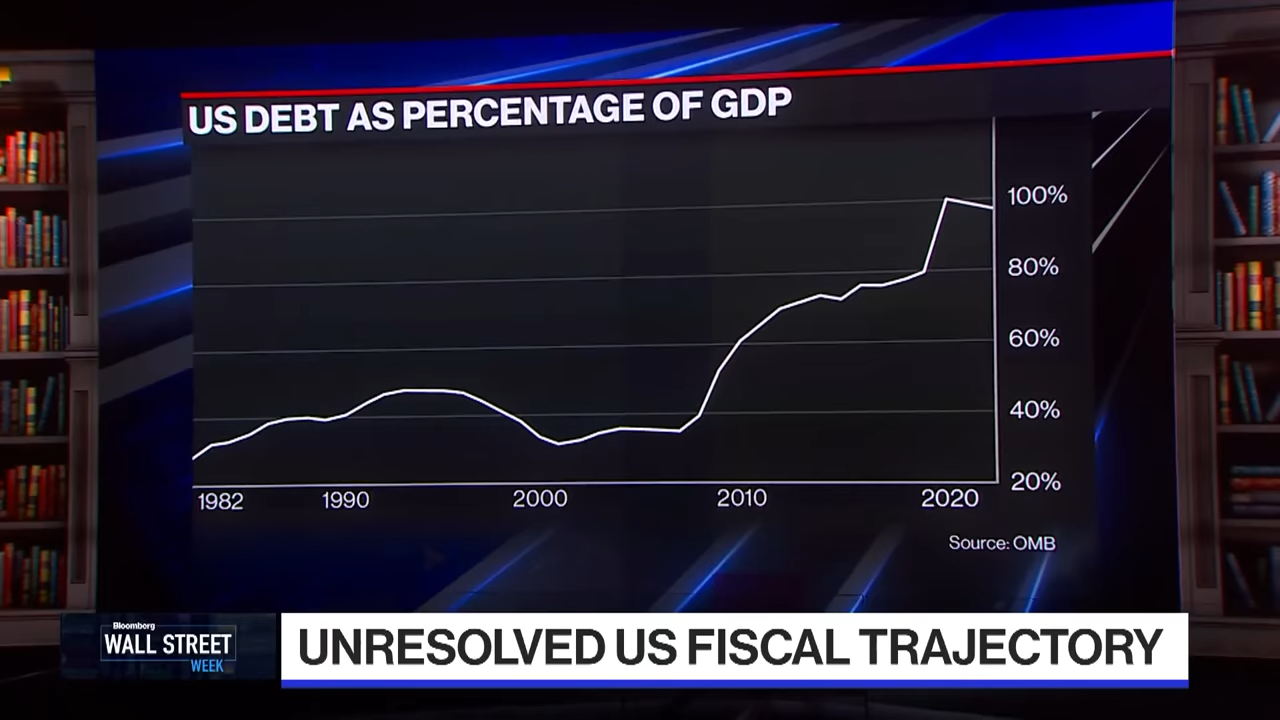 US DEBT AS PERCENTAGE OF GDP
100%
80%
60%
40%
20%
1982 1990 2000 2010 2020
Source: OMB
Bloomberg
WALL STREET
WEEK
UNRESOLVED US FISCAL TRAJECTORY